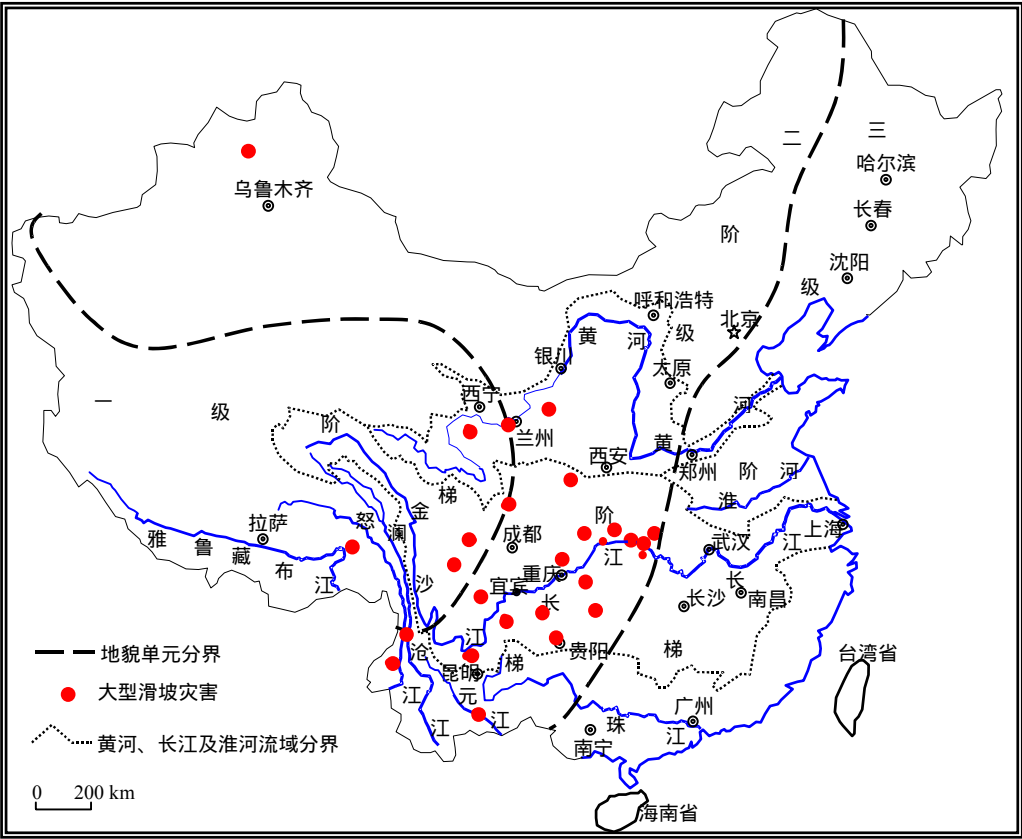 二
三
哈尔滨
乌鲁木齐
长春
阶
沈阳
级
呼和浩特
北京
黄
河
级
银川
太原
西宁
一
级
阶
河
兰州
黄
西安
郑州
阶
河
梯
淮
金
怒
澜
阶
拉萨
成都
上海
雅
鲁
藏
布
江
江
武汉
江
重庆
宜宾
沙
长
长
长沙
南昌
江
沧
梯
贵阳
梯
台湾省
地貌单元分界
昆明
大型滑坡灾害
江
元
江
江
珠
江
广州
南宁
黄河、长江及淮河流域分界
0 200 km
海南省